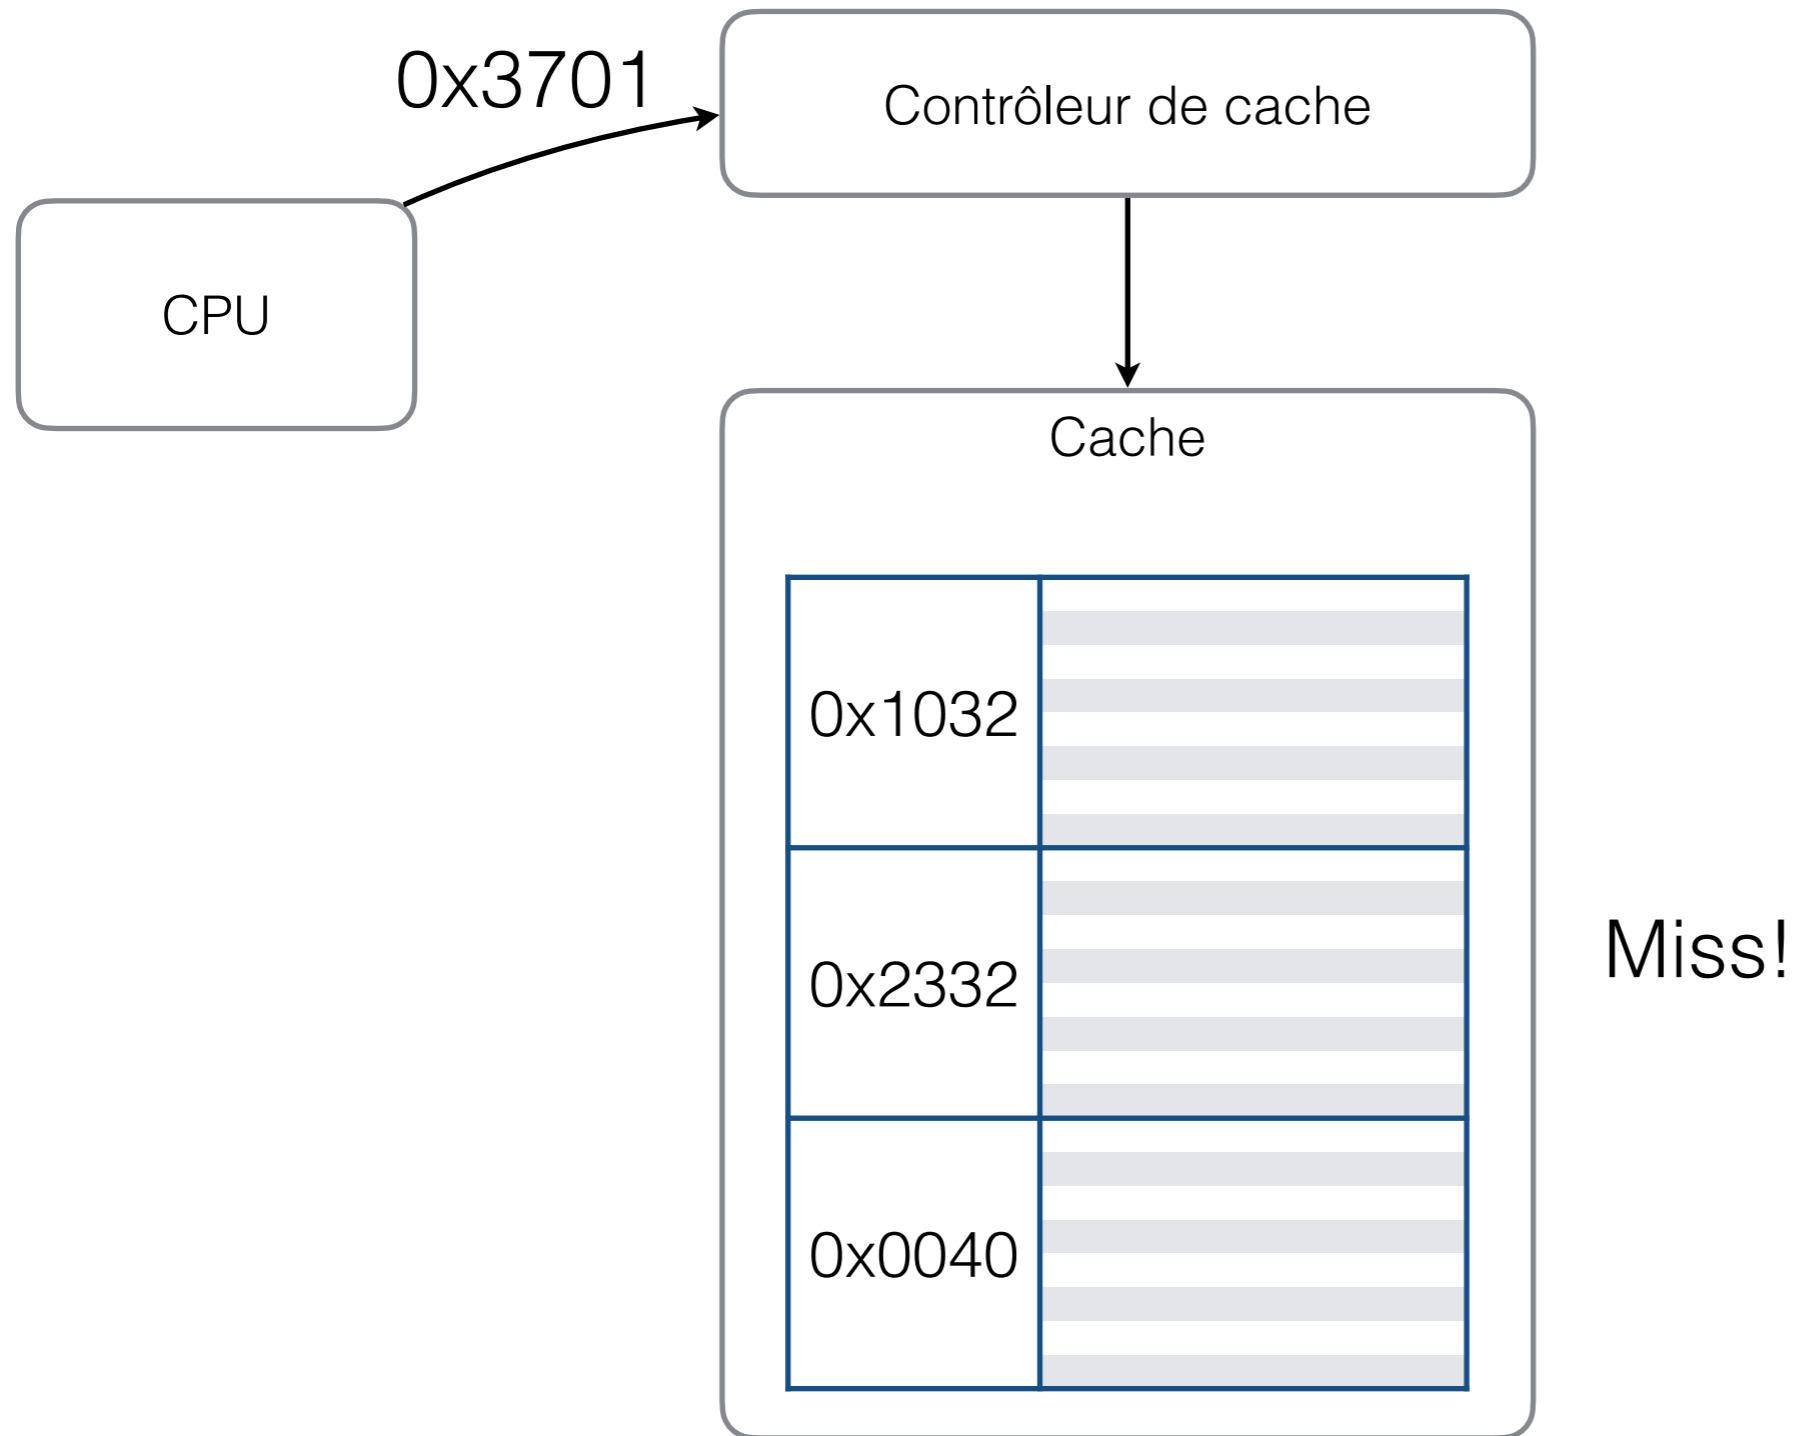 0x3701
Contrôleur de cache
CPU
Cache
0x1032
0x2332
Miss!
0x0040